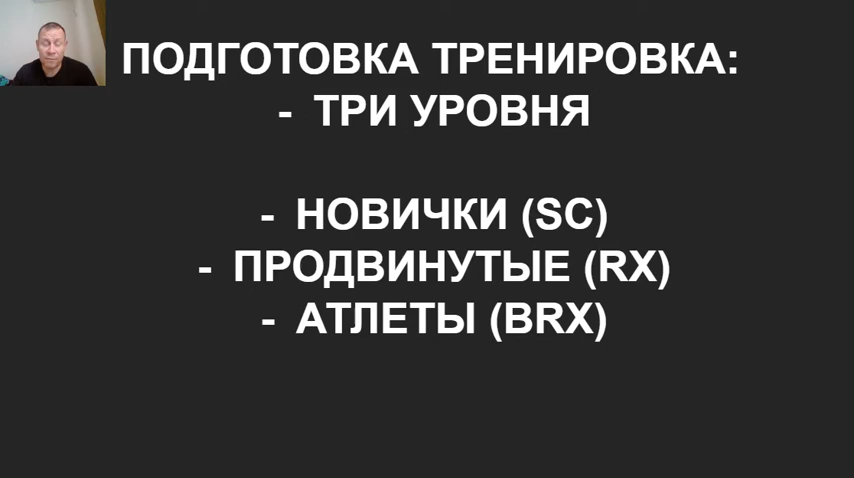 ПОДГОТОВКА ТРЕНИРОВКА:
- ТРИ УРОВНЯ
- НОВИЧКИ (SC)
- ПРОДВИНУТЫЕ (RX)
- АТЛЕТЫ (BRX)